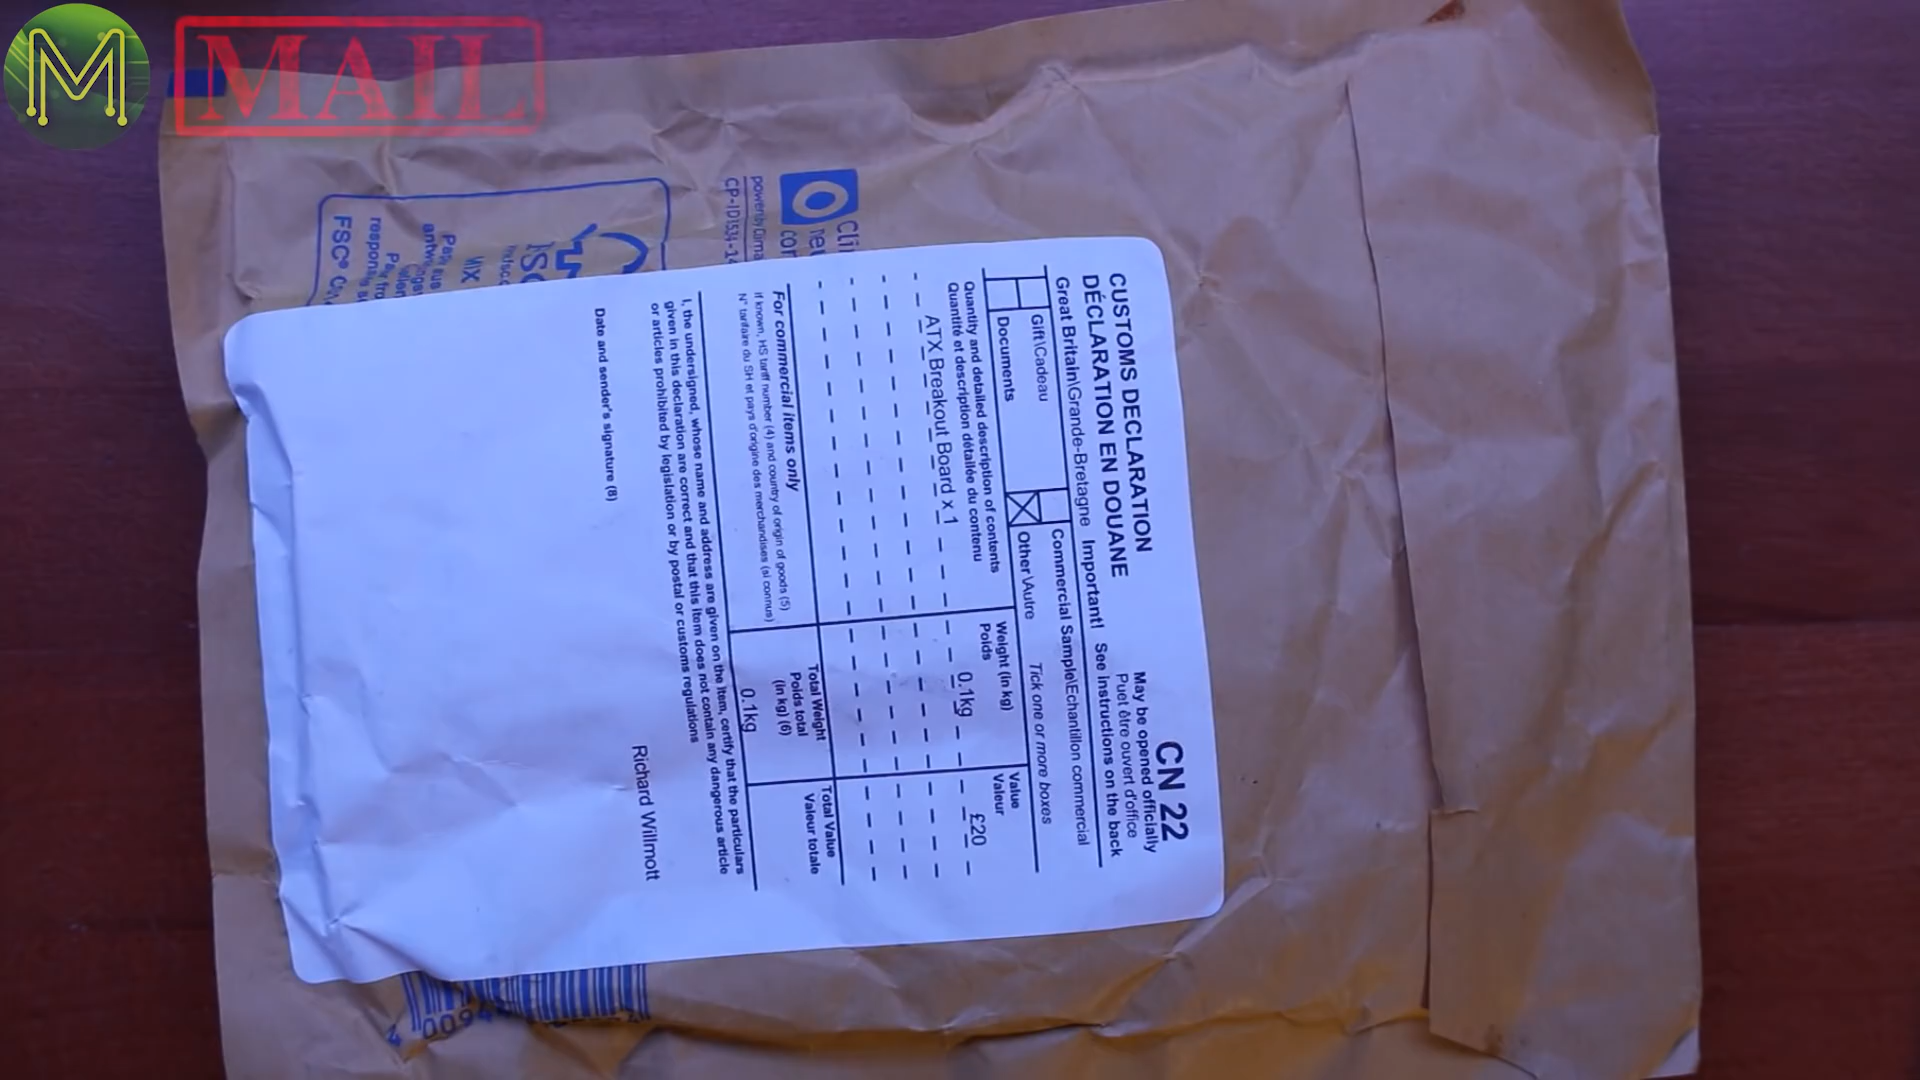 M
MAIL
CUSTOMS DECLARATION
DÉCLARATION EN DOUANE
CN 22
May be opened officially
Puet être ouvert d'office
Great Britain\Grande-Bretagne Important! See instructions on the back
Gift\Cadeau
Commercial Sample\Echantillon commercial
Documents
Other\Autre
Tick one or more boxes
Quantity and detailed description of contents
Quantité et description détaillée du contenu
Weight (in kg)
Poids
Value
Valeur
ATX Breakout Board x 1
0.1kg
£20
For commercial items only
If known, HS tariff number (4) and country of origin of goods (5)
N° tarifaire du SH et pays d'origine des merchandises (si connus)
Total Weight
Poids total
(in kg) (6)
0.1kg
Total Value
Valeur totale
I, the undersigned, whose name and address are given on the item, certify that the particulars
given in this declaration are correct and that this item does not contain any dangerous article
or articles prohibited by legislation or by postal or customs regulations
Richard Willmott
Date and sender's signature (8)